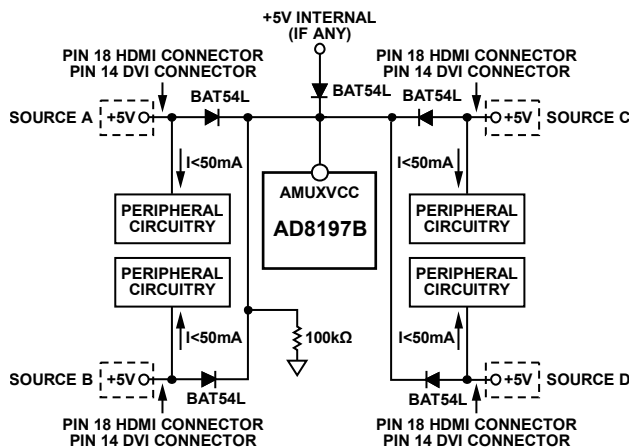 +5V INTERNAL
(IF ANY)
PIN 18 HDMI CONNECTOR
PIN 14 DVI CONNECTOR
PIN 18 HDMI CONNECTOR
PIN 14 DVI CONNECTOR
BAT54L
BAT54L
BAT54L
SOURCE A
+5V
+5V
SOURCE C
I<50mA
I<50mA
PERIPHERAL
CIRCUITRY
AMUXVCC
AD8197B
PERIPHERAL
CIRCUITRY
PERIPHERAL
CIRCUITRY
PERIPHERAL
CIRCUITRY
I<50mA
100kΩ
I<50mA
SOURCE B
+5V
+5V
SOURCE D
BAT54L
BAT54L
PIN 18 HDMI CONNECTOR
PIN 14 DVI CONNECTOR
PIN 18 HDMI CONNECTOR
PIN 14 DVI CONNECTOR